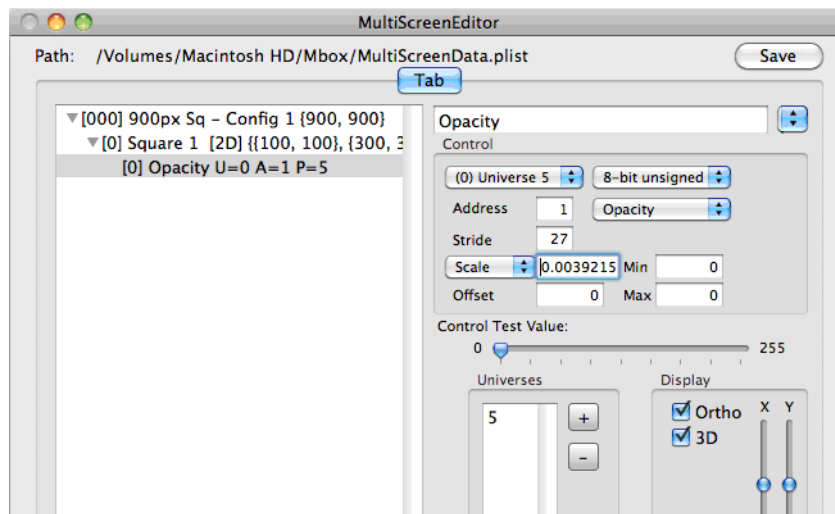 MultiScreenEditor
Path: /Volumes/Macintosh HD/Mbox/MultiScreenData.plist
Save
Tab
[000] 900px Sq – Config 1 {900, 900}
[0] Square 1 [2D] {{100, 100}, {300, 3
[0] Opacity U=0 A=1 P=5
Opacity
Control
(0) Universe 5 8-bit unsigned
Address 1 Opacity
Stride 27
Scale 0.0039215 Min 0
Offset 0 Max 0
Control Test Value:
0 255
Universes
5
+
-
Display
Ortho
3D
X Y